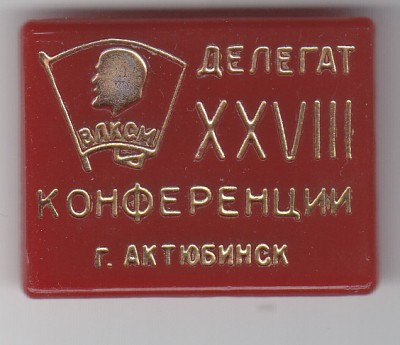 ДЕЛЕГАТ
XXVIII
ВЛКСМ
КОНФЕРЕНЦИИ
г. АКТЮБИНСК